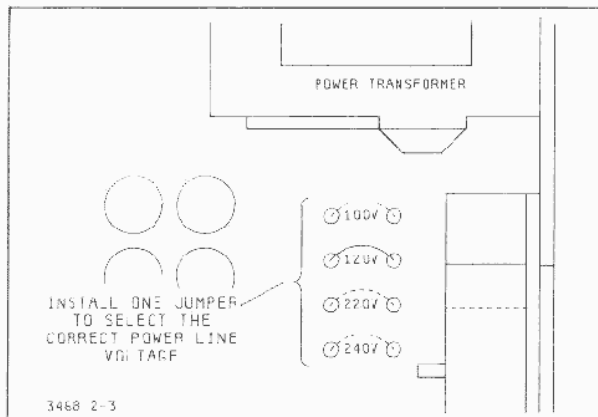 POWER TRANSFORMER
100V
120V
220V
240V
INSTALL ONE JUMPER
TO SELECT THE
CORRECT POWER LINE
VOLTAGE
3468 2-3